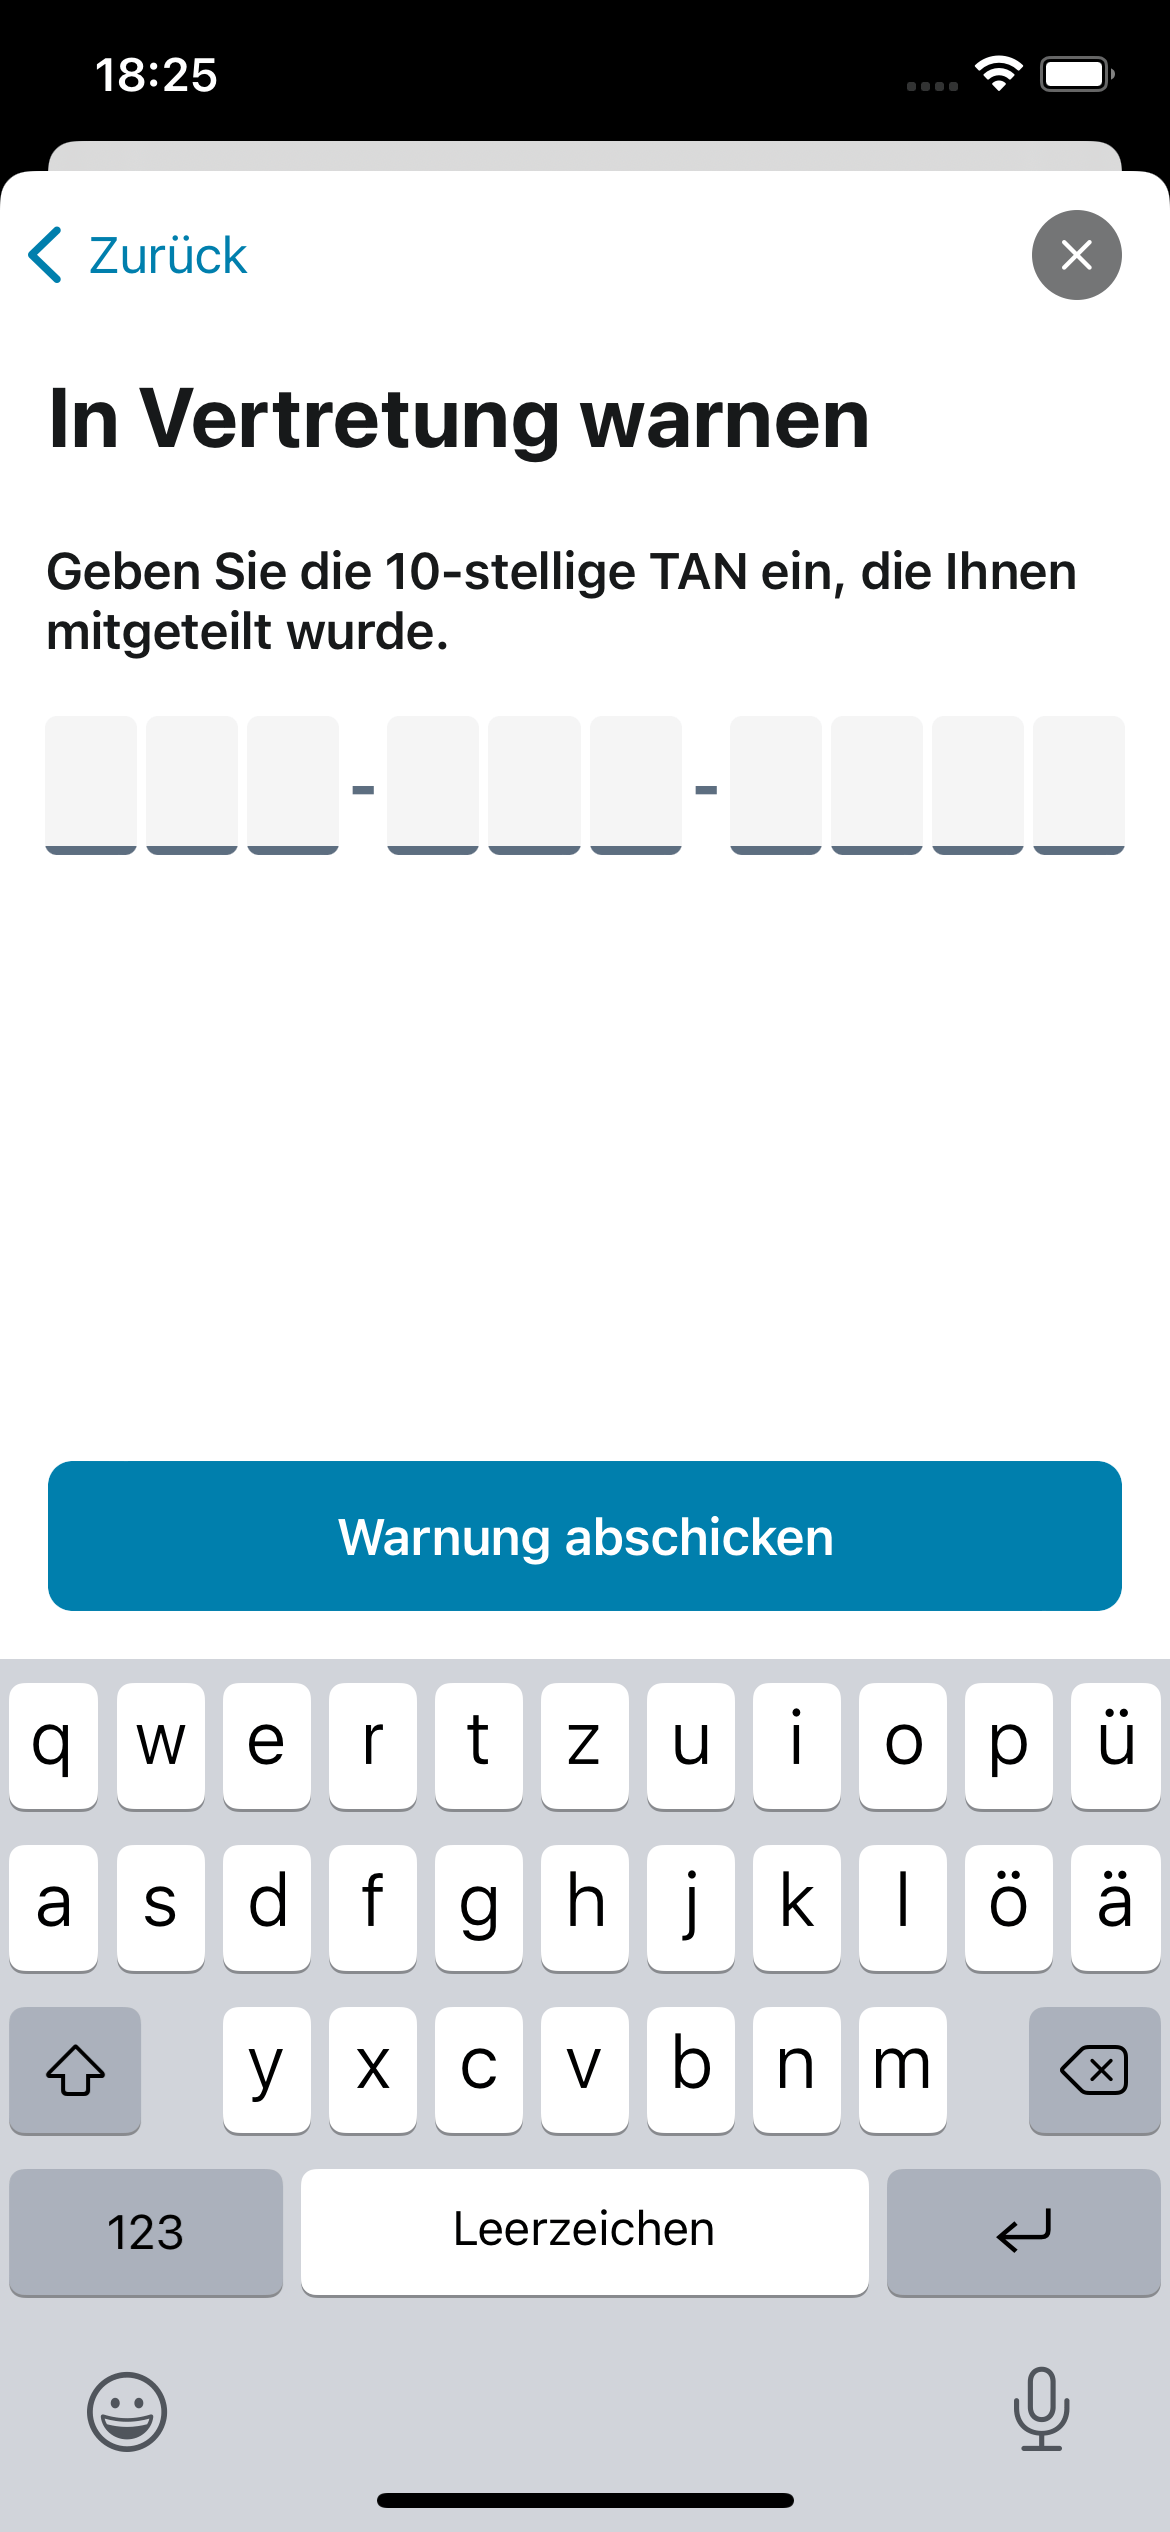 18:25
Zurück
In Vertretung warnen
Geben Sie die 10-stellige TAN ein, die Ihnen
mitgeteilt wurde.
- -
Warnung abschicken
q w e r t z u i o p ü
a s d f g h j k l ö ä
y x c v b n m
123 Leerzeichen